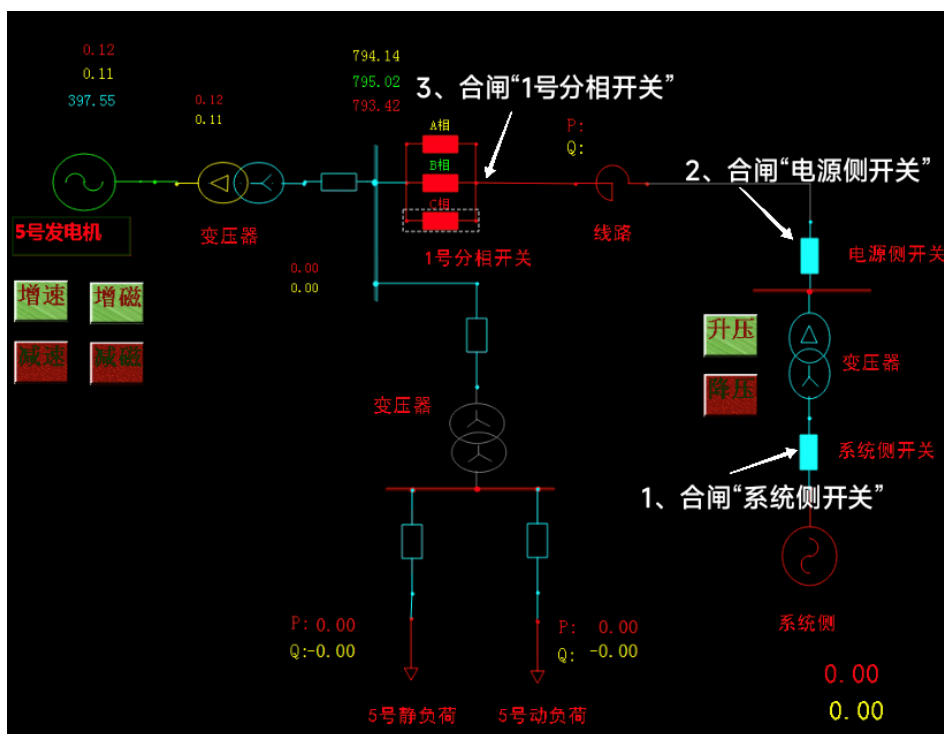 0.12
0.11
397.55
0.12
0.11
794.14
795.02
793.42
3、合闸“1号分相开关”
A相
B相
C相
1号分相开关
P:
Q:
线路
2、合闸“电源侧开关”
电源侧开关
5号发电机
变压器
0.00
0.00
增速
增磁
减速
减磁
升压
降压
变压器
变压器
系统侧开关
1、合闸“系统侧开关”
系统侧
P: 0.00
Q:-0.00
P: 0.00
Q: -0.00
5号静负荷
5号动负荷
0.00
0.00